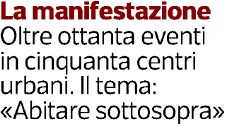 La manifestazione
Oltre ottanta eventi
in cinquanta centri
urbani. Il tema:
«Abitare sottosopra»